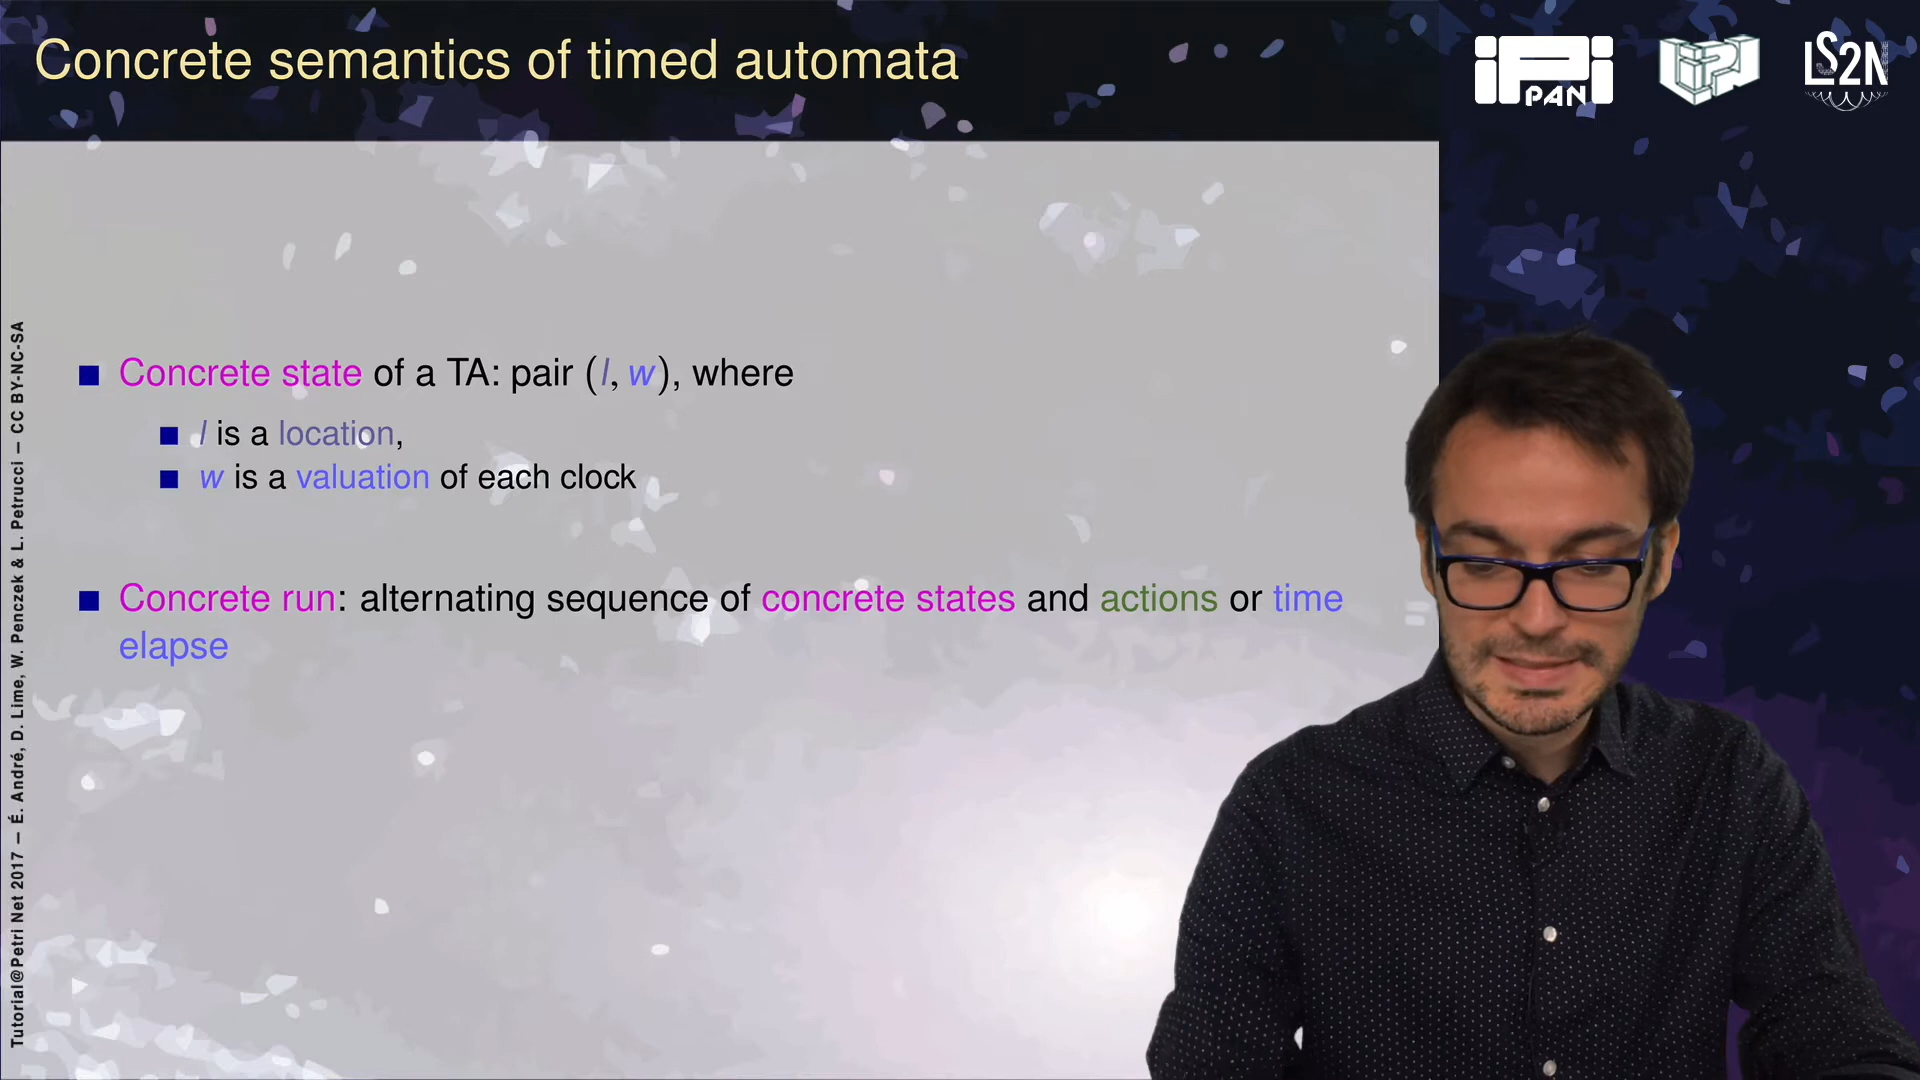 Concrete semantics of timed automata
iPi
PAN
LIPN
LS2N
Concrete state of a TA: pair (l, w), where
l is a location,
w is a valuation of each clock
Concrete run: alternating sequence of concrete states and actions or time
elapse
Tutorial@Petri Net 2017 — É. André, D. Lime, W. Penczek & L. Petrucci — CC BY-NC-SA